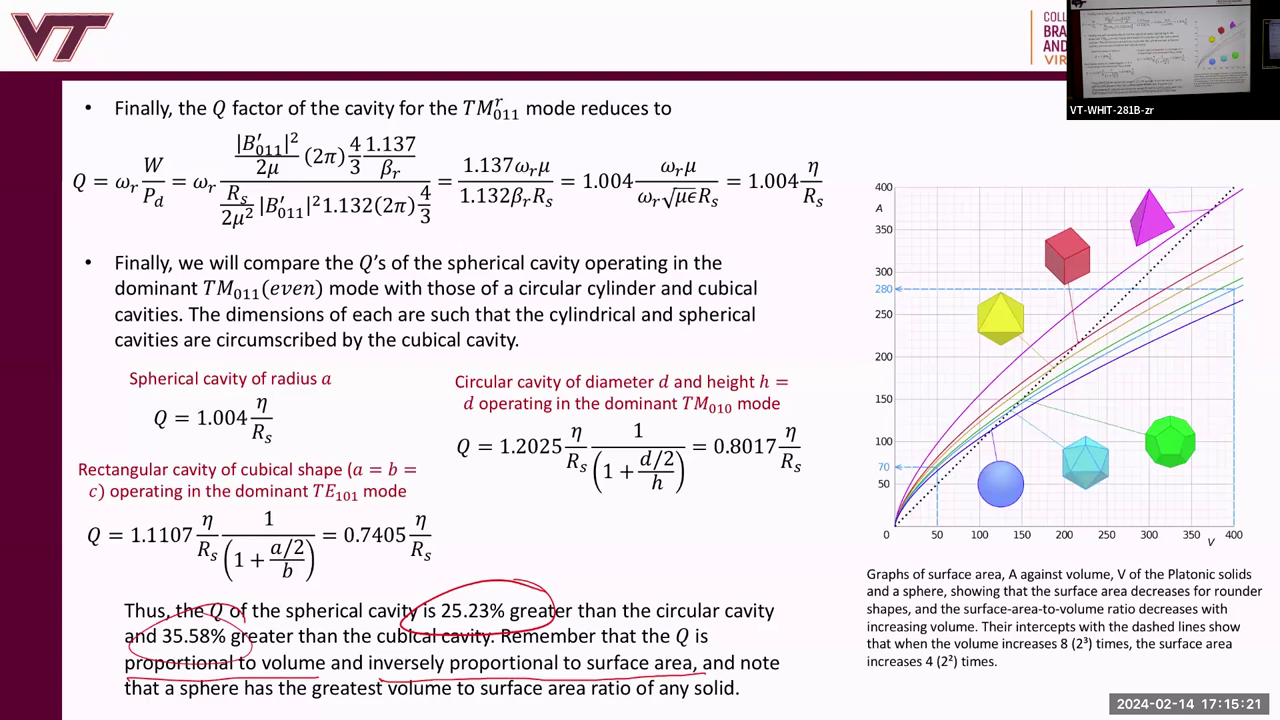 VT
COLL
BRA
AND
VIRG
VT-WHIT-281B-zr
• Finally, the Q factor of the cavity for the TM^r_{011} mode reduces to
Q = ω_r W/P_d = ω_r (|B′_{011}|²/2μ (2π) 4/3 1.137/β_r)/(R_s/2μ² |B′_{011}|² 1.132(2π) 4/3) = 1.137ω_rμ/1.132β_rR_s = 1.004 ω_rμ/ω_r√με R_s = 1.004 η/R_s
• Finally, we will compare the Q's of the spherical cavity operating in the
dominant TM_{011}(even) mode with those of a circular cylinder and cubical
cavities. The dimensions of each are such that the cylindrical and spherical
cavities are circumscribed by the cubical cavity.
Spherical cavity of radius a
Q = 1.004 η/R_s
Circular cavity of diameter d and height h =
d operating in the dominant TM_{010} mode
Q = 1.2025 η/R_s 1/(1 + (d/2)/h) = 0.8017 η/R_s
Rectangular cavity of cubical shape (a = b =
c) operating in the dominant TE_{101} mode
Q = 1.1107 η/R_s 1/(1 + (a/2)/b) = 0.7405 η/R_s
Thus, the Q of the spherical cavity is 25.23% greater than the circular cavity
and 35.58% greater than the cubical cavity. Remember that the Q is
proportional to volume and inversely proportional to surface area, and note
that a sphere has the greatest volume to surface area ratio of any solid.
400
A
350
300
280
250
200
150
100
70
50
0 50 100 150 200 250 300 350 V 400
Graphs of surface area, A against volume, V of the Platonic solids
and a sphere, showing that the surface area decreases for rounder
shapes, and the surface-area-to-volume ratio decreases with
increasing volume. Their intercepts with the dashed lines show
that when the volume increases 8 (2³) times, the surface area
increases 4 (2²) times.
2024-02-14 17:15:21